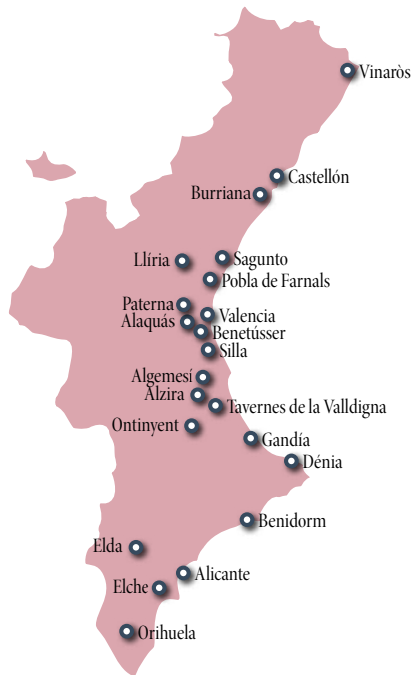 Vinaròs
Castellón
Burriana
Sagunto
Llíria
Pobla de Farnals
Paterna
Valencia
Alaquás
Benetússer
Silla
Algemesí
Alzira
Tavernes de la Valldigna
Ontinyent
Gandía
Dénia
Benidorm
Elda
Alicante
Elche
Orihuela